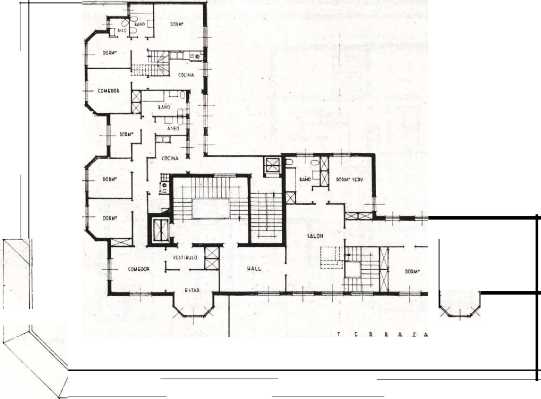 ASEO
BAÑO
DORMº
DORMº
COCINA
COMEDOR
BAÑO
ASEO
DORMº
COCINA
DORMº
BAÑO
DORMº SERV.
DORMº
SALON
COMEDOR
VESTIBULO
HALL
DORMº
ESTAR
TERRAZA